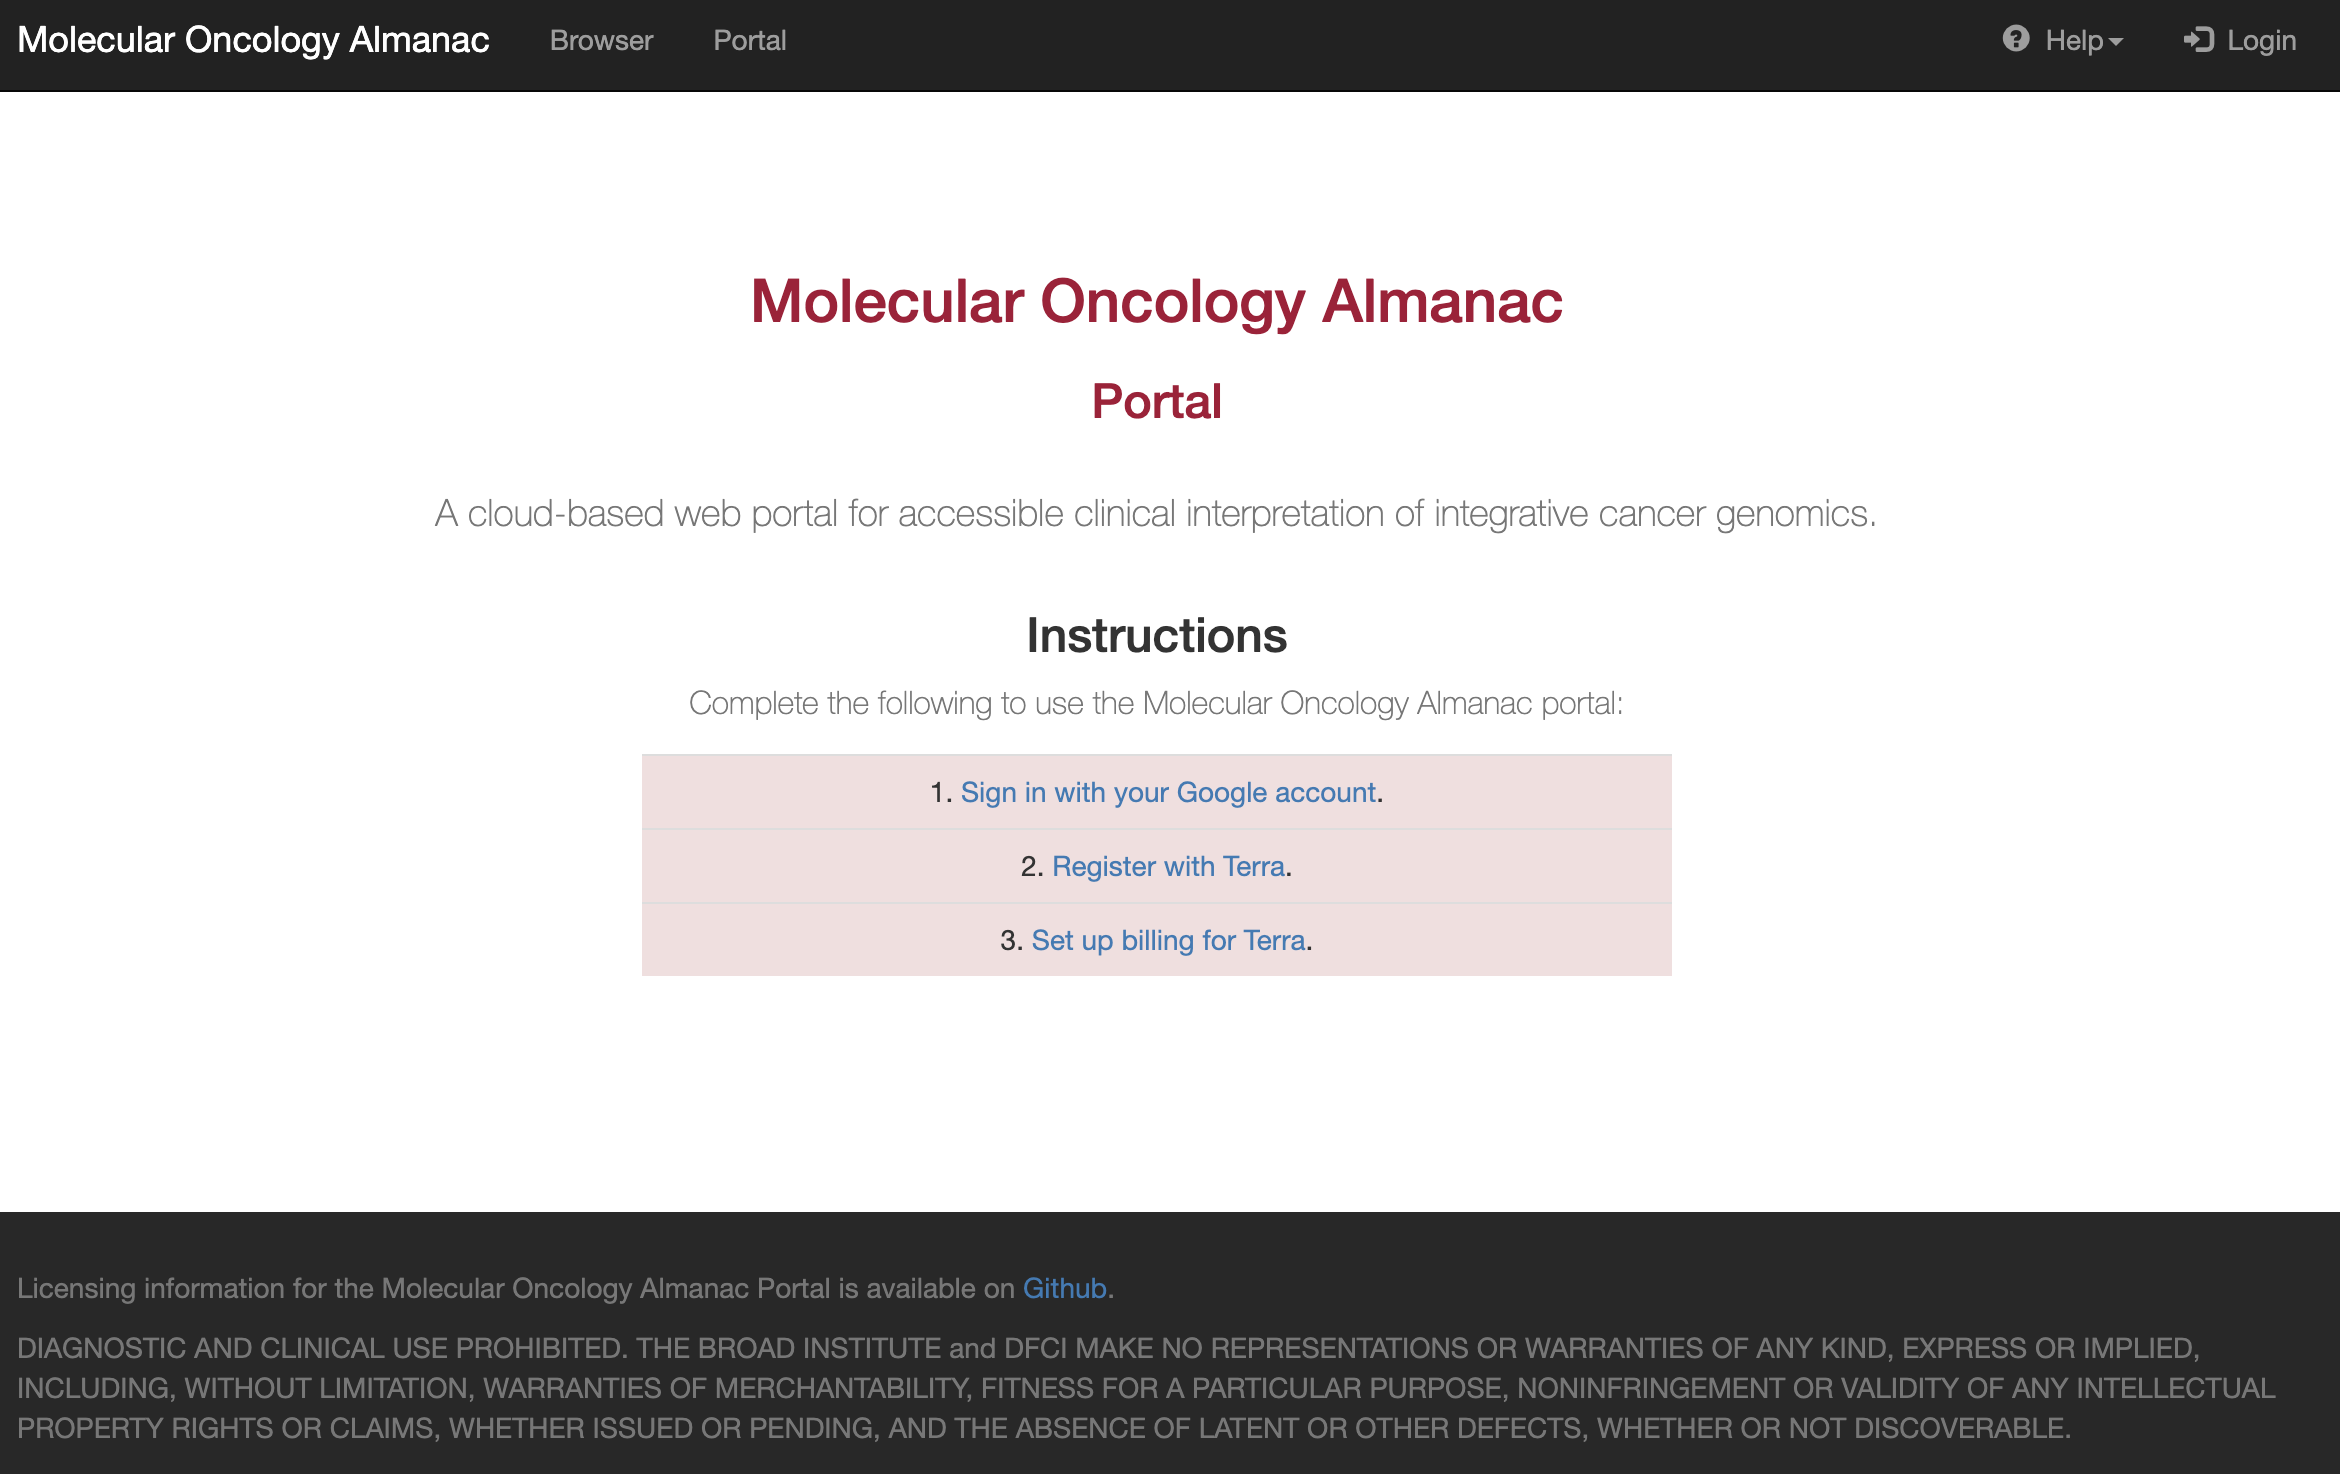 Molecular Oncology Almanac Browser Portal Help Login
Molecular Oncology Almanac
Portal
A cloud-based web portal for accessible clinical interpretation of integrative cancer genomics.
Instructions
Complete the following to use the Molecular Oncology Almanac portal:
1. Sign in with your Google account.
2. Register with Terra.
3. Set up billing for Terra.
Licensing information for the Molecular Oncology Almanac Portal is available on Github.
DIAGNOSTIC AND CLINICAL USE PROHIBITED. THE BROAD INSTITUTE and DFCI MAKE NO REPRESENTATIONS OR WARRANTIES OF ANY KIND, EXPRESS OR IMPLIED,
INCLUDING, WITHOUT LIMITATION, WARRANTIES OF MERCHANTABILITY, FITNESS FOR A PARTICULAR PURPOSE, NONINFRINGEMENT OR VALIDITY OF ANY INTELLECTUAL
PROPERTY RIGHTS OR CLAIMS, WHETHER ISSUED OR PENDING, AND THE ABSENCE OF LATENT OR OTHER DEFECTS, WHETHER OR NOT DISCOVERABLE.